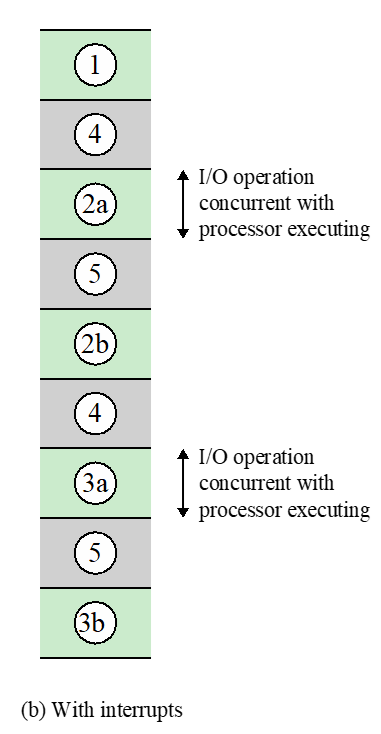 1
4
2a
I/O operation
concurrent with
processor executing
5
2b
4
3a
I/O operation
concurrent with
processor executing
5
3b
(b) With interrupts